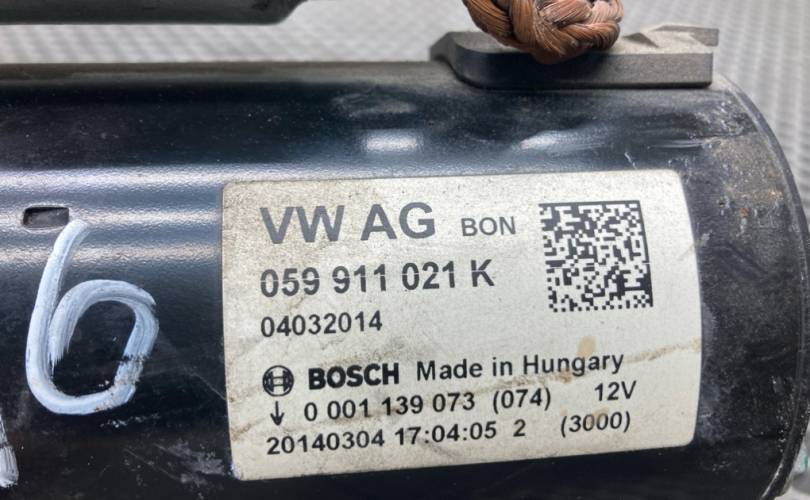 VW AG BON
059 911 021 K
04032014
BOSCH Made in Hungary
↓ 0 001 139 073 (074) 12V
20140304 17:04:05 2 (3000)
6